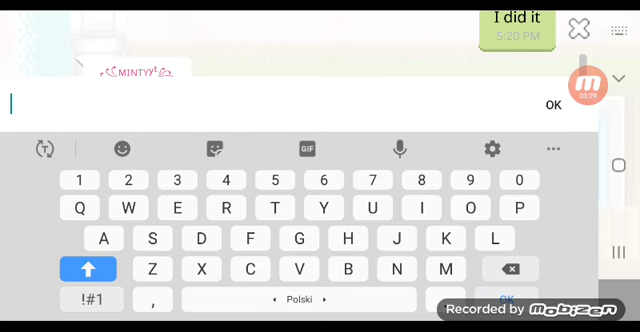 I did it
5:20 PM
MINTYy
03:29
OK
GIF
1 2 3 4 5 6 7 8 9 0
Q W E R T Y U I O P
A S D F G H J K L
Z X C V B N M
!#1 , Polski . OK
Recorded by mobizen